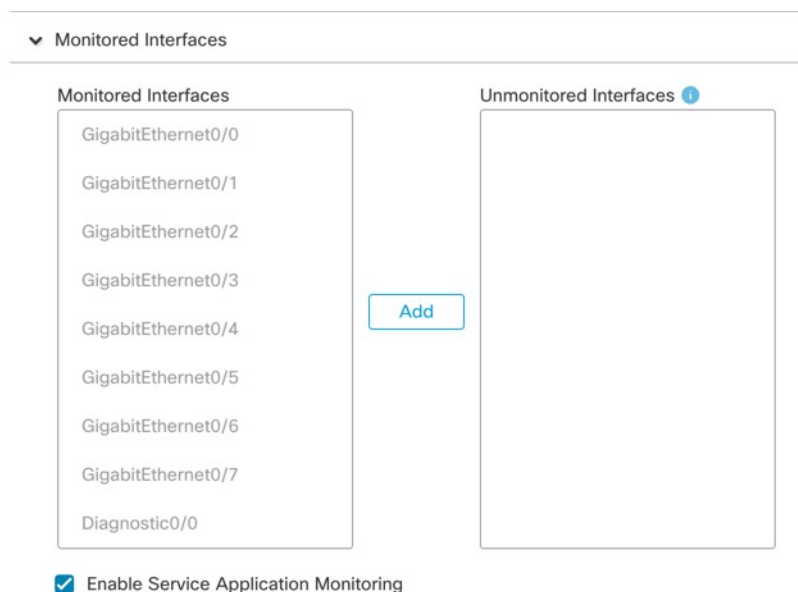 Monitored Interfaces
Monitored Interfaces
GigabitEthernet0/0
GigabitEthernet0/1
GigabitEthernet0/2
GigabitEthernet0/3
GigabitEthernet0/4
GigabitEthernet0/5
GigabitEthernet0/6
GigabitEthernet0/7
Diagnostic0/0
Add
Unmonitored Interfaces
Enable Service Application Monitoring